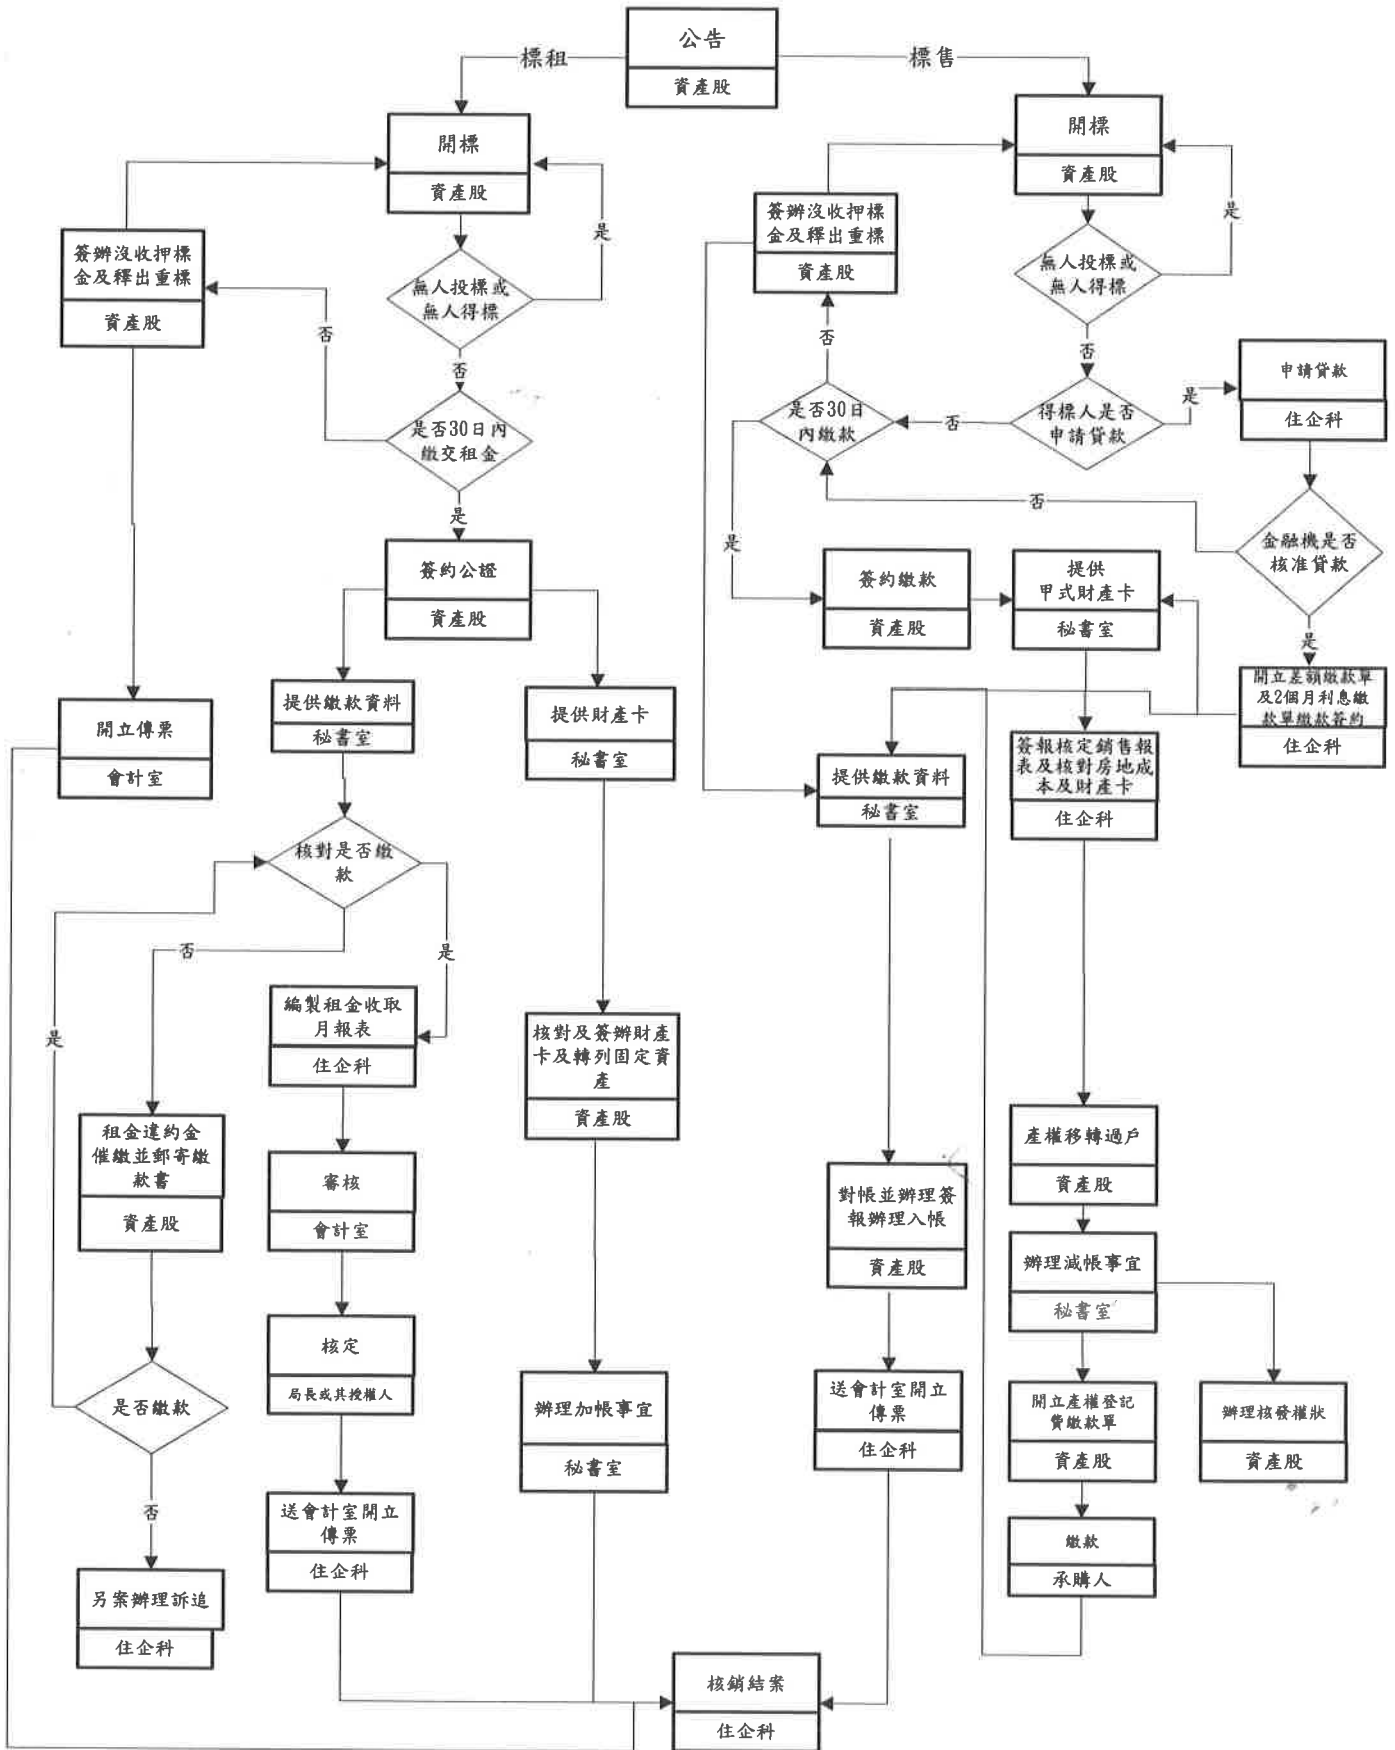 公告
資產股
標租
標售
開標
資產股
是
無人投標或
無人得標
否
簽辦沒收押標
金及釋出重標
資產股
否
是否30日內
繳交租金
是
簽約公證
資產股
開立傳票
會計室
提供繳款資料
秘書室
提供財產卡
秘書室
核對是否繳
款
否
是
是
編製租金收取
月報表
住企科
核對及簽辦財產
卡及轉列固定資
產
資產股
租金違約金
催繳並郵寄繳
款書
資產股
審核
會計室
核定
局長或其授權人
是否繳款
否
辦理加帳事宜
秘書室
送會計室開立
傳票
住企科
另案辦理訴追
住企科
開標
資產股
是
簽辦沒收押標
金及釋出重標
資產股
無人投標或
無人得標
否
否
申請貸款
住企科
是
得標人是否
申請貸款
否
是否30日
內繳款
否
金融機是否
核准貸款
是
是
簽約繳款
資產股
提供
甲式財產卡
秘書室
開立差額繳款單
及2個月利息繳
款單繳款簽約
住企科
提供繳款資料
秘書室
簽報核定銷售報
表及核對房地成
本及財產卡
住企科
產權移轉過戶
資產股
對帳並辦理簽
報辦理入帳
資產股
辦理減帳事宜
秘書室
送會計室開立
傳票
住企科
開立產權登記
費繳款單
資產股
辦理核發權狀
資產股
繳款
承購人
核銷結案
住企科